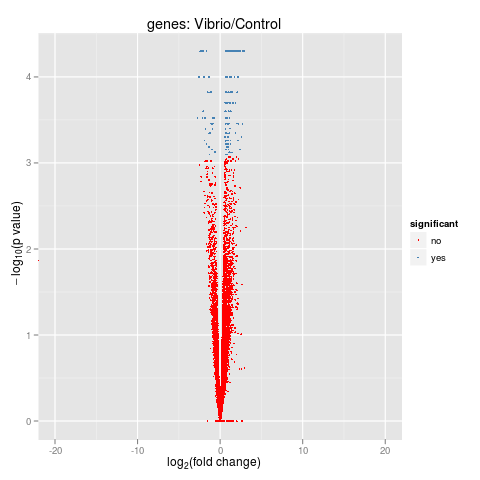 genes: Vibrio/Control
4
3
2
1
0
-20
-10
0
10
20
− log10(p value)
log2(fold change)
significant
no
yes